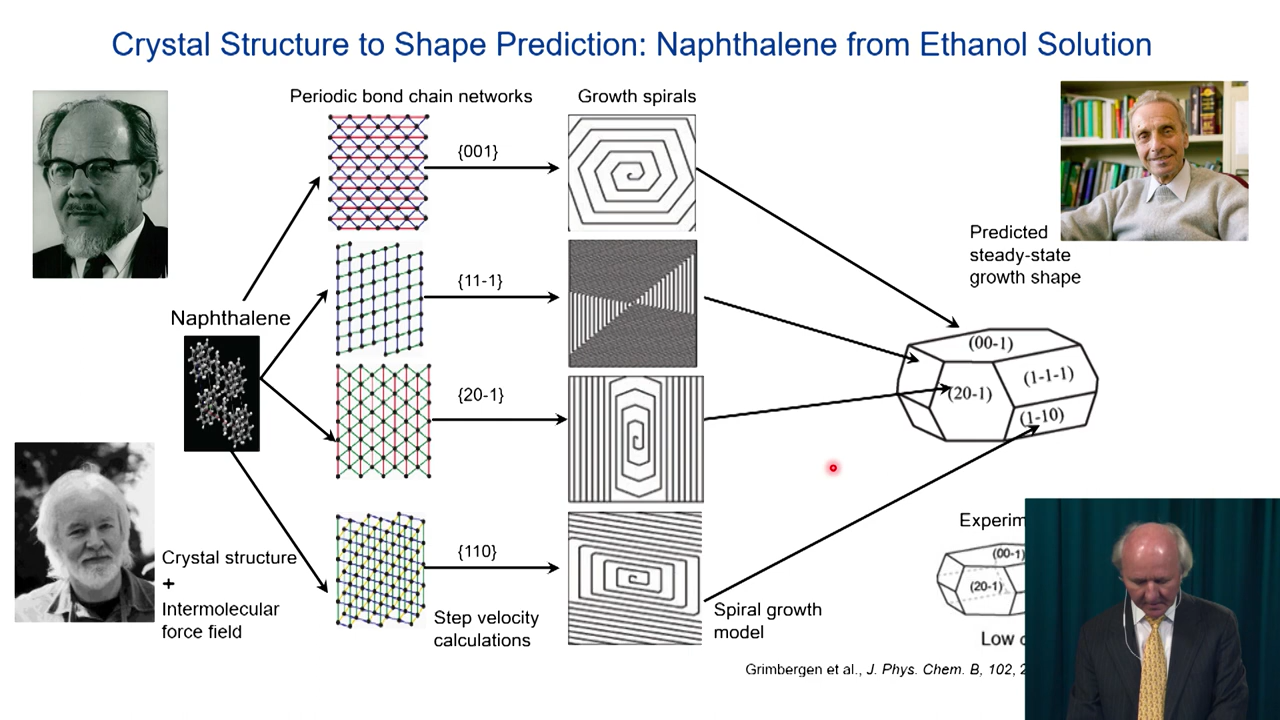 Crystal Structure to Shape Prediction: Naphthalene from Ethanol Solution
Periodic bond chain networks
Growth spirals
{001}
{11-1}
{20-1}
{110}
Naphthalene
Crystal structure
+
Intermolecular
force field
Step velocity
calculations
Spiral growth
model
Predicted
steady-state
growth shape
(00-1)
(20-1)
(1-1-1)
(1-10)
Experim
(00-1)
(20-1)
Low
Grimbergen et al., J. Phys. Chem. B, 102, 2